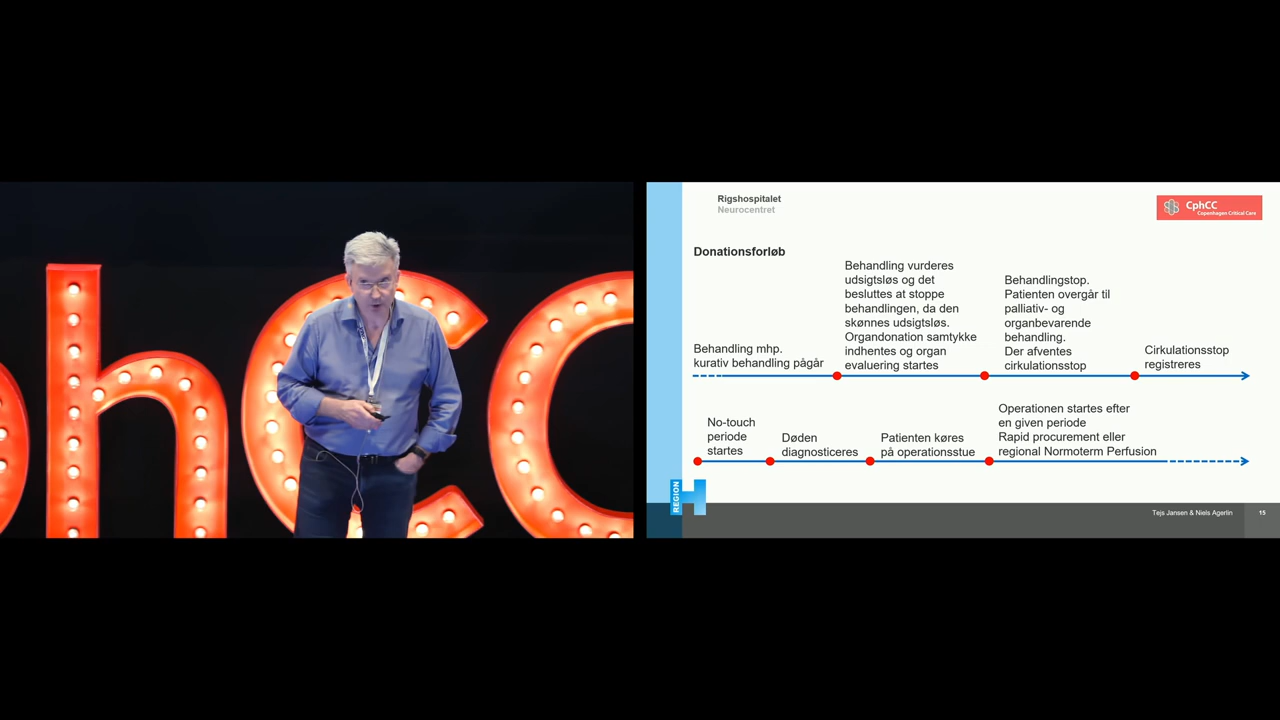 hCC
Rigshospitalet
Neurocentret
CphCC
Copenhagen Critical Care
Donationsforløb
Behandling mhp.
kurativ behandling pågår
Behandling vurderes
udsigtsløs og det
besluttes at stoppe
behandlingen, da den
skønnes udsigtsløs.
Organdonation samtykke
indhentes og organ
evaluering startes
Behandlingstop.
Patienten overgår til
palliativ- og
organbevarende
behandling.
Der afventes
cirkulationsstop
Cirkulationsstop
registreres
No-touch
periode
startes
Døden
diagnosticeres
Patienten køres
på operationsstue
Operationen startes efter
en given periode
Rapid procurement eller
regional Normoterm Perfusion
REGION
H
Tejs Jansen & Niels Agerlin
15